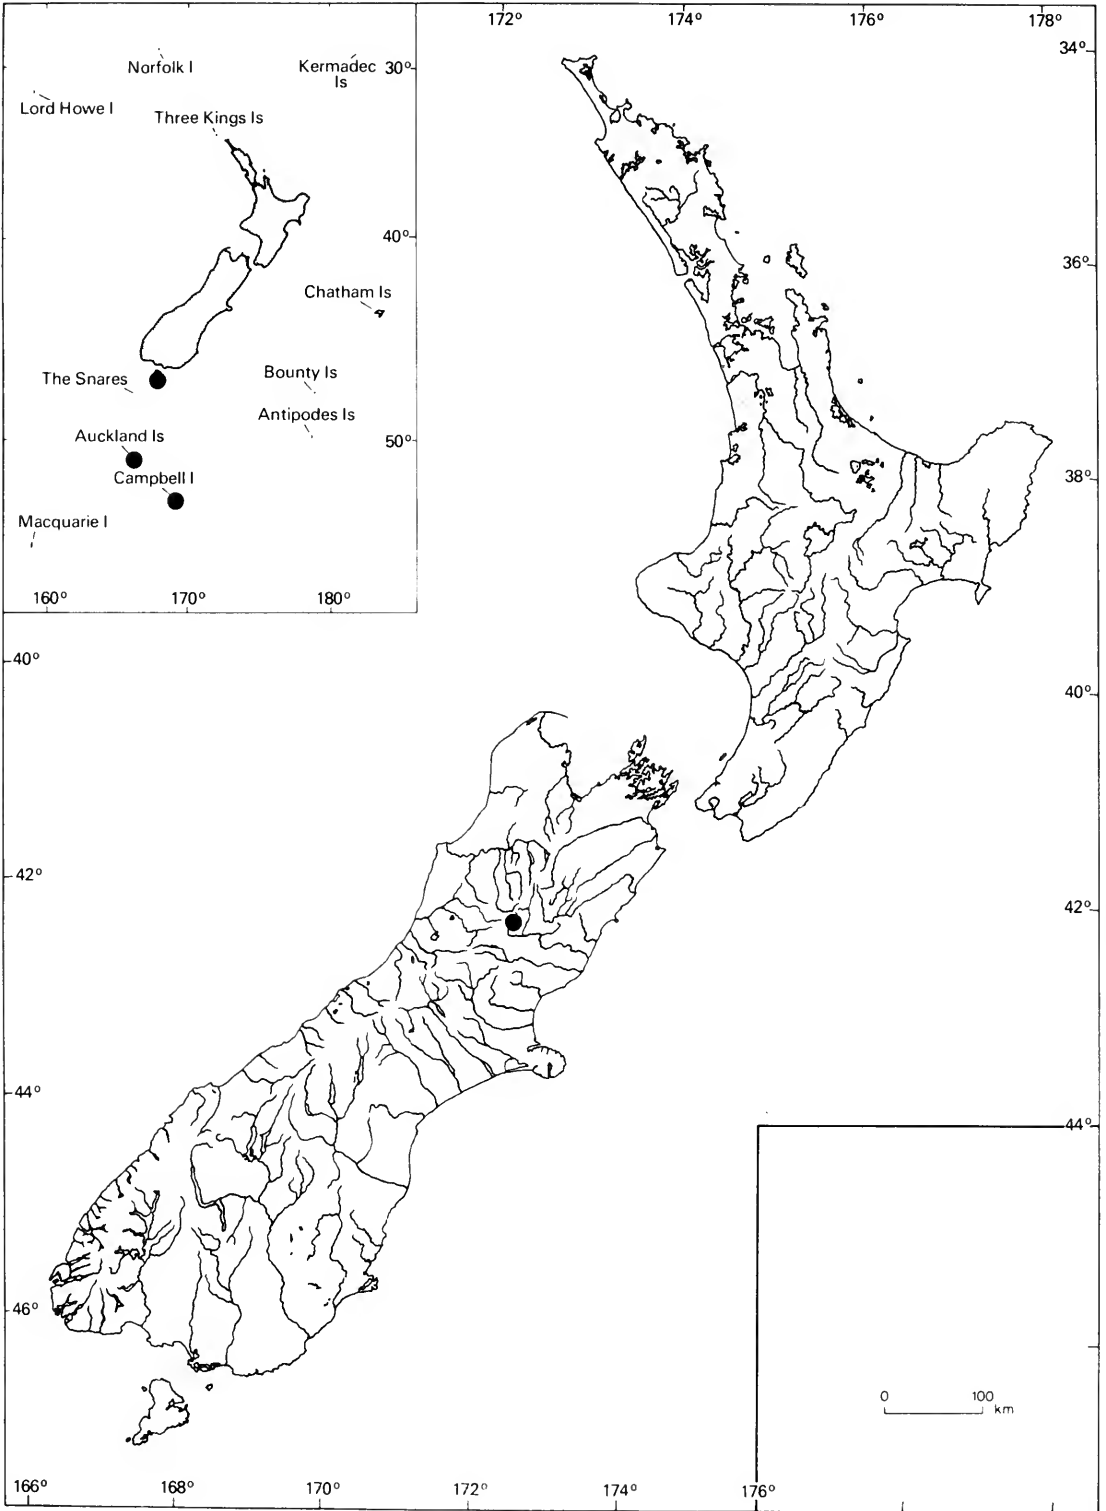 172° 174° 176° 178°
34°
Norfolk I
Kermadec 30°
Is
Lord Howe I
Three Kings Is
40°
36°
Chatham Is
The Snares
Bounty Is
Antipodes Is
Auckland Is
50°
Campbell I
38°
Macquarie I
160° 170° 180°
40°
40°
42°
42°
44°
44°
46°
0 100
km
166° 168° 170° 172° 174° 176°